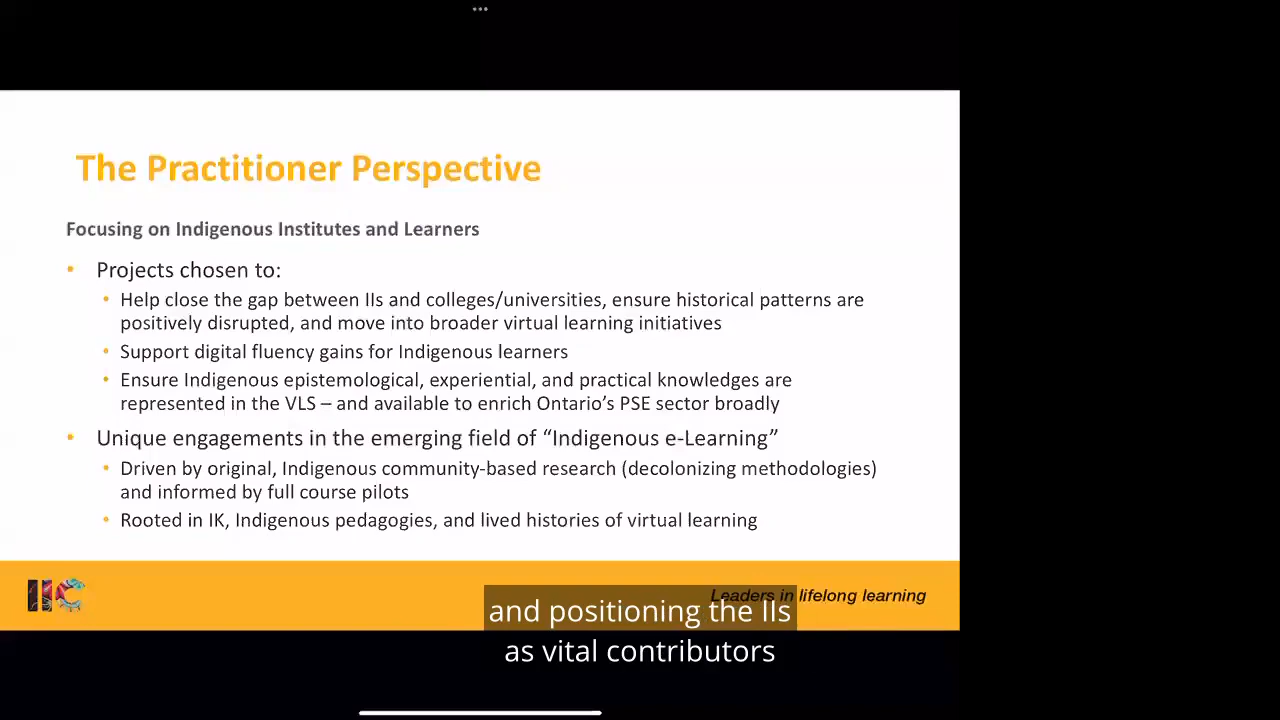 The Practitioner Perspective
Focusing on Indigenous Institutes and Learners
• Projects chosen to:
• Help close the gap between IIs and colleges/universities, ensure historical patterns are
positively disrupted, and move into broader virtual learning initiatives
• Support digital fluency gains for Indigenous learners
• Ensure Indigenous epistemological, experiential, and practical knowledges are
represented in the VLS – and available to enrich Ontario’s PSE sector broadly
• Unique engagements in the emerging field of “Indigenous e-Learning”
• Driven by original, Indigenous community-based research (decolonizing methodologies)
and informed by full course pilots
• Rooted in IK, Indigenous pedagogies, and lived histories of virtual learning
IIC
Leaders in lifelong learning
and positioning the IIs
as vital contributors